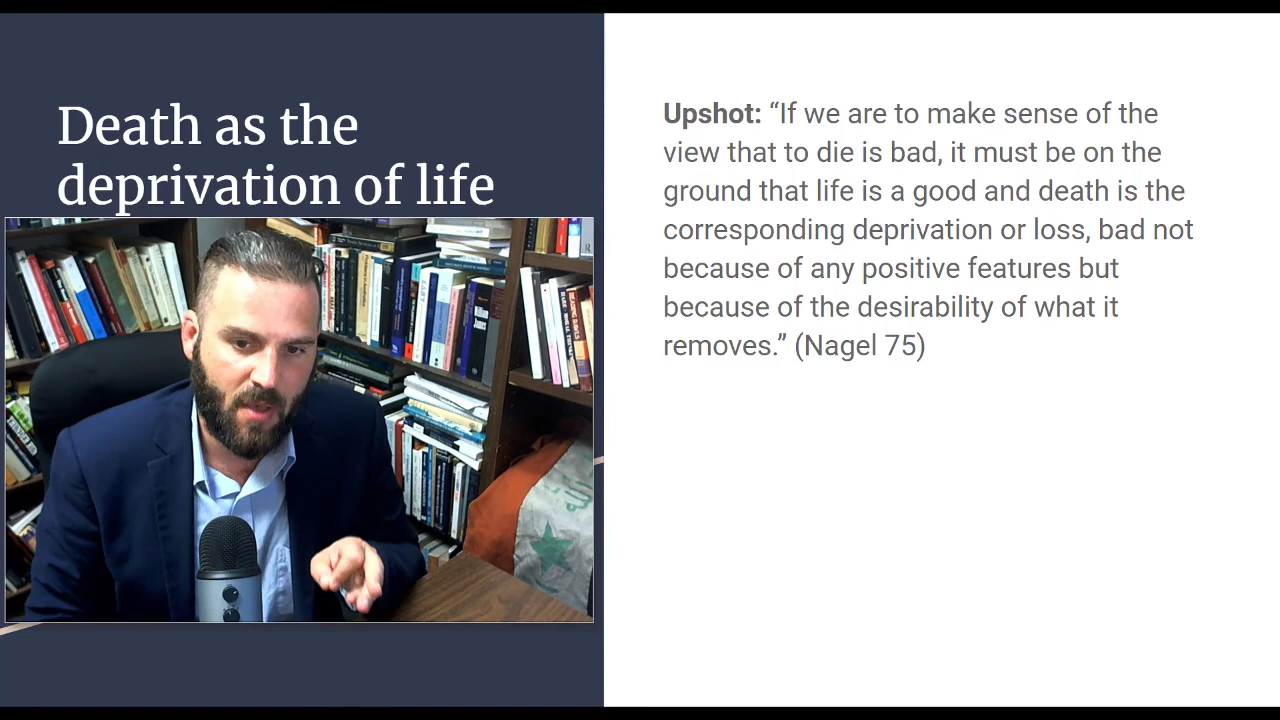 Death as the
deprivation of life
Upshot: “If we are to make sense of the
view that to die is bad, it must be on the
ground that life is a good and death is the
corresponding deprivation or loss, bad not
because of any positive features but
because of the desirability of what it
removes.” (Nagel 75)
William
James